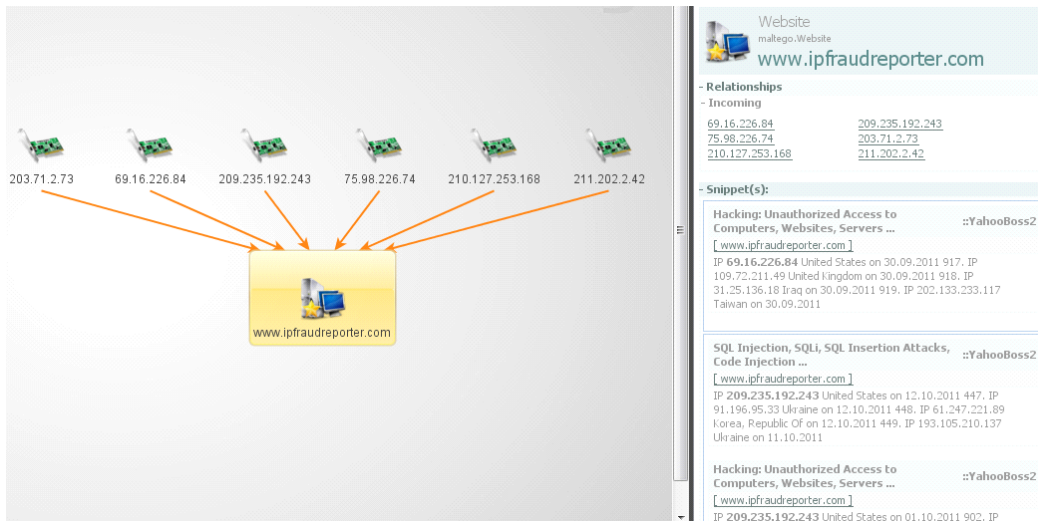 203.71.2.73 69.16.226.84 209.235.192.243 75.98.226.74 210.127.253.168 211.202.2.42
www.ipfraudreporter.com
Website
maltego.Website
www.ipfraudreporter.com
- Relationships
- Incoming
69.16.226.84 209.235.192.243
75.98.226.74 203.71.2.73
210.127.253.168 211.202.2.42
- Snippet(s):
Hacking: Unauthorized Access to
Computers, Websites, Servers ... ::YahooBoss2
[ www.ipfraudreporter.com ]
IP 69.16.226.84 United States on 30.09.2011 917. IP
109.72.211.49 United Kingdom on 30.09.2011 918. IP
31.25.136.18 Iraq on 30.09.2011 919. IP 202.133.233.117
Taiwan on 30.09.2011
SQL Injection, SQLi, SQL Insertion Attacks,
Code Injection ... ::YahooBoss2
[ www.ipfraudreporter.com ]
IP 209.235.192.243 United States on 12.10.2011 447. IP
91.196.95.33 Ukraine on 12.10.2011 448. IP 61.247.221.89
Korea, Republic Of on 12.10.2011 449. IP 193.105.210.137
Ukraine on 11.10.2011
Hacking: Unauthorized Access to
Computers, Websites, Servers ... ::YahooBoss2
[ www.ipfraudreporter.com ]
IP 209.235.192.243 United States on 01.10.2011 902. IP